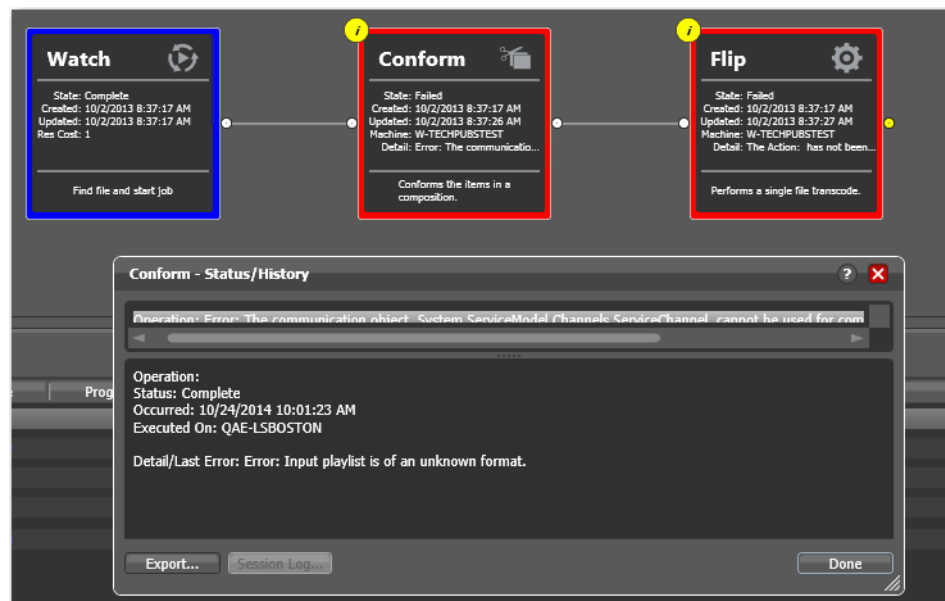 i
i
Watch
Conform
Flip
State: Complete
Created: 10/2/2013 8:37:17 AM
Updated: 10/2/2013 8:37:17 AM
Res Cost: 1
Find file and start job
State: Failed
Created: 10/2/2013 8:37:17 AM
Updated: 10/2/2013 8:37:26 AM
Machine: W-TECHPUBSTEST
Detail: Error: The communicatio...
Conforms the items in a
composition.
State: Failed
Created: 10/2/2013 8:37:17 AM
Updated: 10/2/2013 8:37:27 AM
Machine: W-TECHPUBSTEST
Detail: The Action: has not been...
Performs a single file transcode.
Conform - Status/History
?
Operation: Error: The communication object, System.ServiceModel.Channels.ServiceChannel, cannot be used for com
Prog
Operation:
Status: Complete
Occurred: 10/24/2014 10:01:23 AM
Executed On: QAE-LSBOSTON
Detail/Last Error: Error: Input playlist is of an unknown format.
Export...
Session Log...
Done